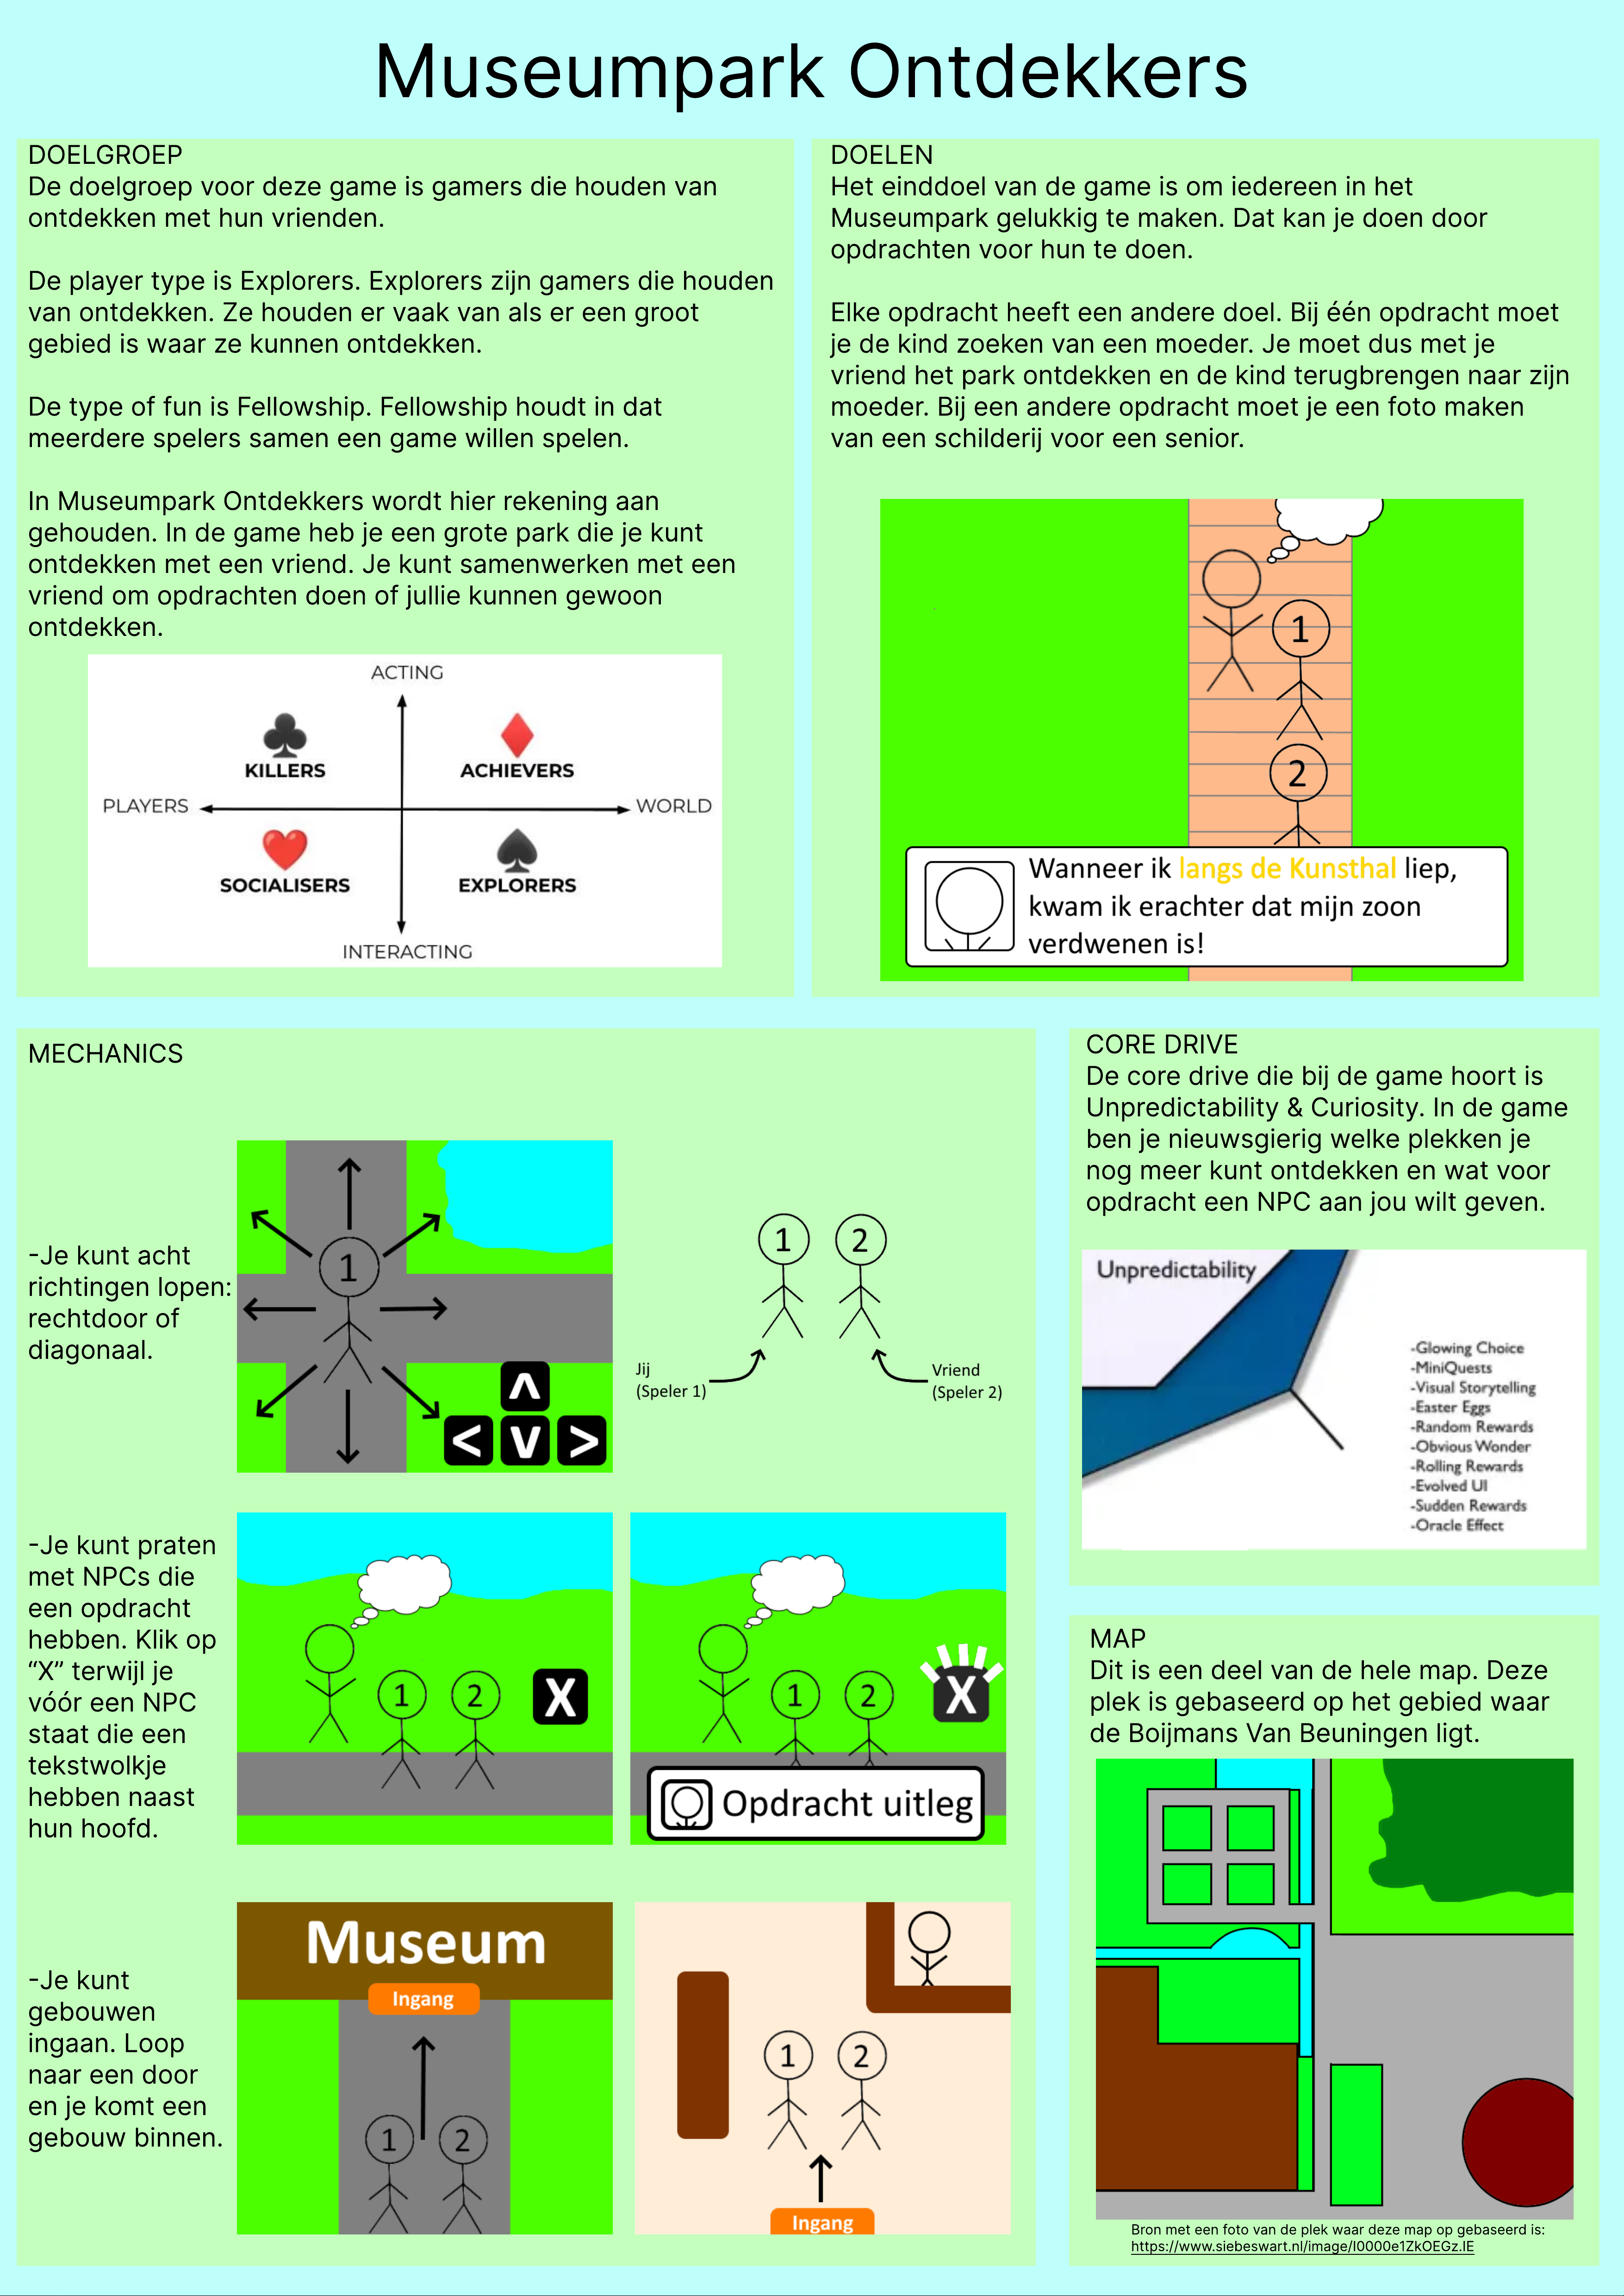 Museumpark Ontdekkers
DOELGROEP
De doelgroep voor deze game is gamers die houden van
ontdekken met hun vrienden.
De player type is Explorers. Explorers zijn gamers die houden
van ontdekken. Ze houden er vaak van als er een groot
gebied is waar ze kunnen ontdekken.
De type of fun is Fellowship. Fellowship houdt in dat
meerdere spelers samen een game willen spelen.
In Museumpark Ontdekkers wordt hier rekening aan
gehouden. In de game heb je een grote park die je kunt
ontdekken met een vriend. Je kunt samenwerken met een
vriend om opdrachten doen of jullie kunnen gewoon
ontdekken.
ACTING
KILLERS
ACHIEVERS
PLAYERS
WORLD
SOCIALISERS
EXPLORERS
INTERACTING
DOELEN
Het einddoel van de game is om iedereen in het
Museumpark gelukkig te maken. Dat kan je doen door
opdrachten voor hun te doen.
Elke opdracht heeft een andere doel. Bij één opdracht moet
je de kind zoeken van een moeder. Je moet dus met je
vriend het park ontdekken en de kind terugbrengen naar zijn
moeder. Bij een andere opdracht moet je een foto maken
van een schilderij voor een senior.
1
2
Wanneer ik langs de Kunsthal liep,
kwam ik erachter dat mijn zoon
verdwenen is!
MECHANICS
-Je kunt acht
richtingen lopen:
rechtdoor of
diagonaal.
1
^
< v >
1 2
Jij
(Speler 1)
Vriend
(Speler 2)
-Je kunt praten
met NPCs die
een opdracht
hebben. Klik op
“X” terwijl je
vóór een NPC
staat die een
tekstwolkje
hebben naast
hun hoofd.
1 2 X
1 2 X
Opdracht uitleg
-Je kunt
gebouwen
ingaan. Loop
naar een door
en je komt een
gebouw binnen.
Museum
Ingang
1 2
1 2
Ingang
CORE DRIVE
De core drive die bij de game hoort is
Unpredictability & Curiosity. In de game
ben je nieuwsgierig welke plekken je
nog meer kunt ontdekken en wat voor
opdracht een NPC aan jou wilt geven.
Unpredictability
-Glowing Choice
-MiniQuests
-Visual Storytelling
-Easter Eggs
-Random Rewards
-Obvious Wonder
-Rolling Rewards
-Evolved UI
-Sudden Rewards
-Oracle Effect
MAP
Dit is een deel van de hele map. Deze
plek is gebaseerd op het gebied waar
de Boijmans Van Beuningen ligt.
Bron met een foto van de plek waar deze map op gebaseerd is:
https://www.siebeswart.nl/image/I0000e1ZkOEGz.IE